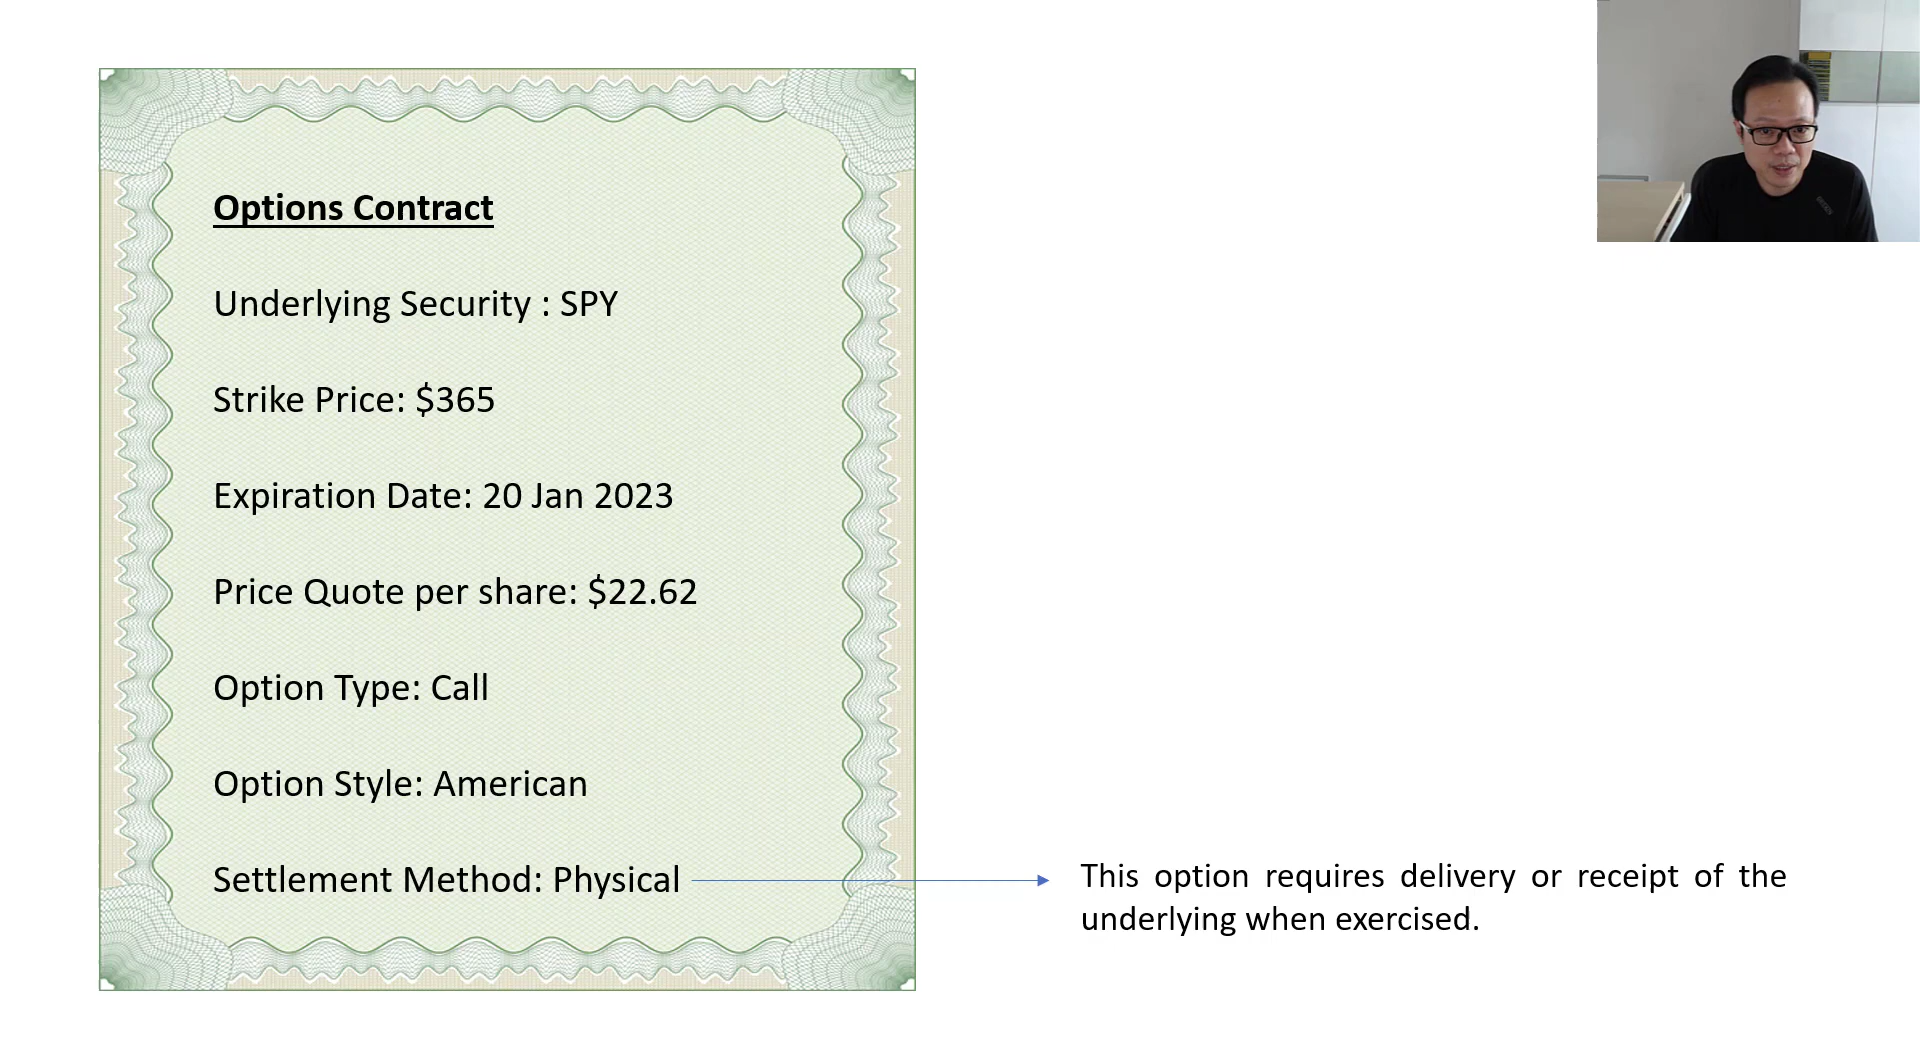 Options Contract
Underlying Security : SPY
Strike Price: $365
Expiration Date: 20 Jan 2023
Price Quote per share: $22.62
Option Type: Call
Option Style: American
Settlement Method: Physical
This option requires delivery or receipt of the
underlying when exercised.